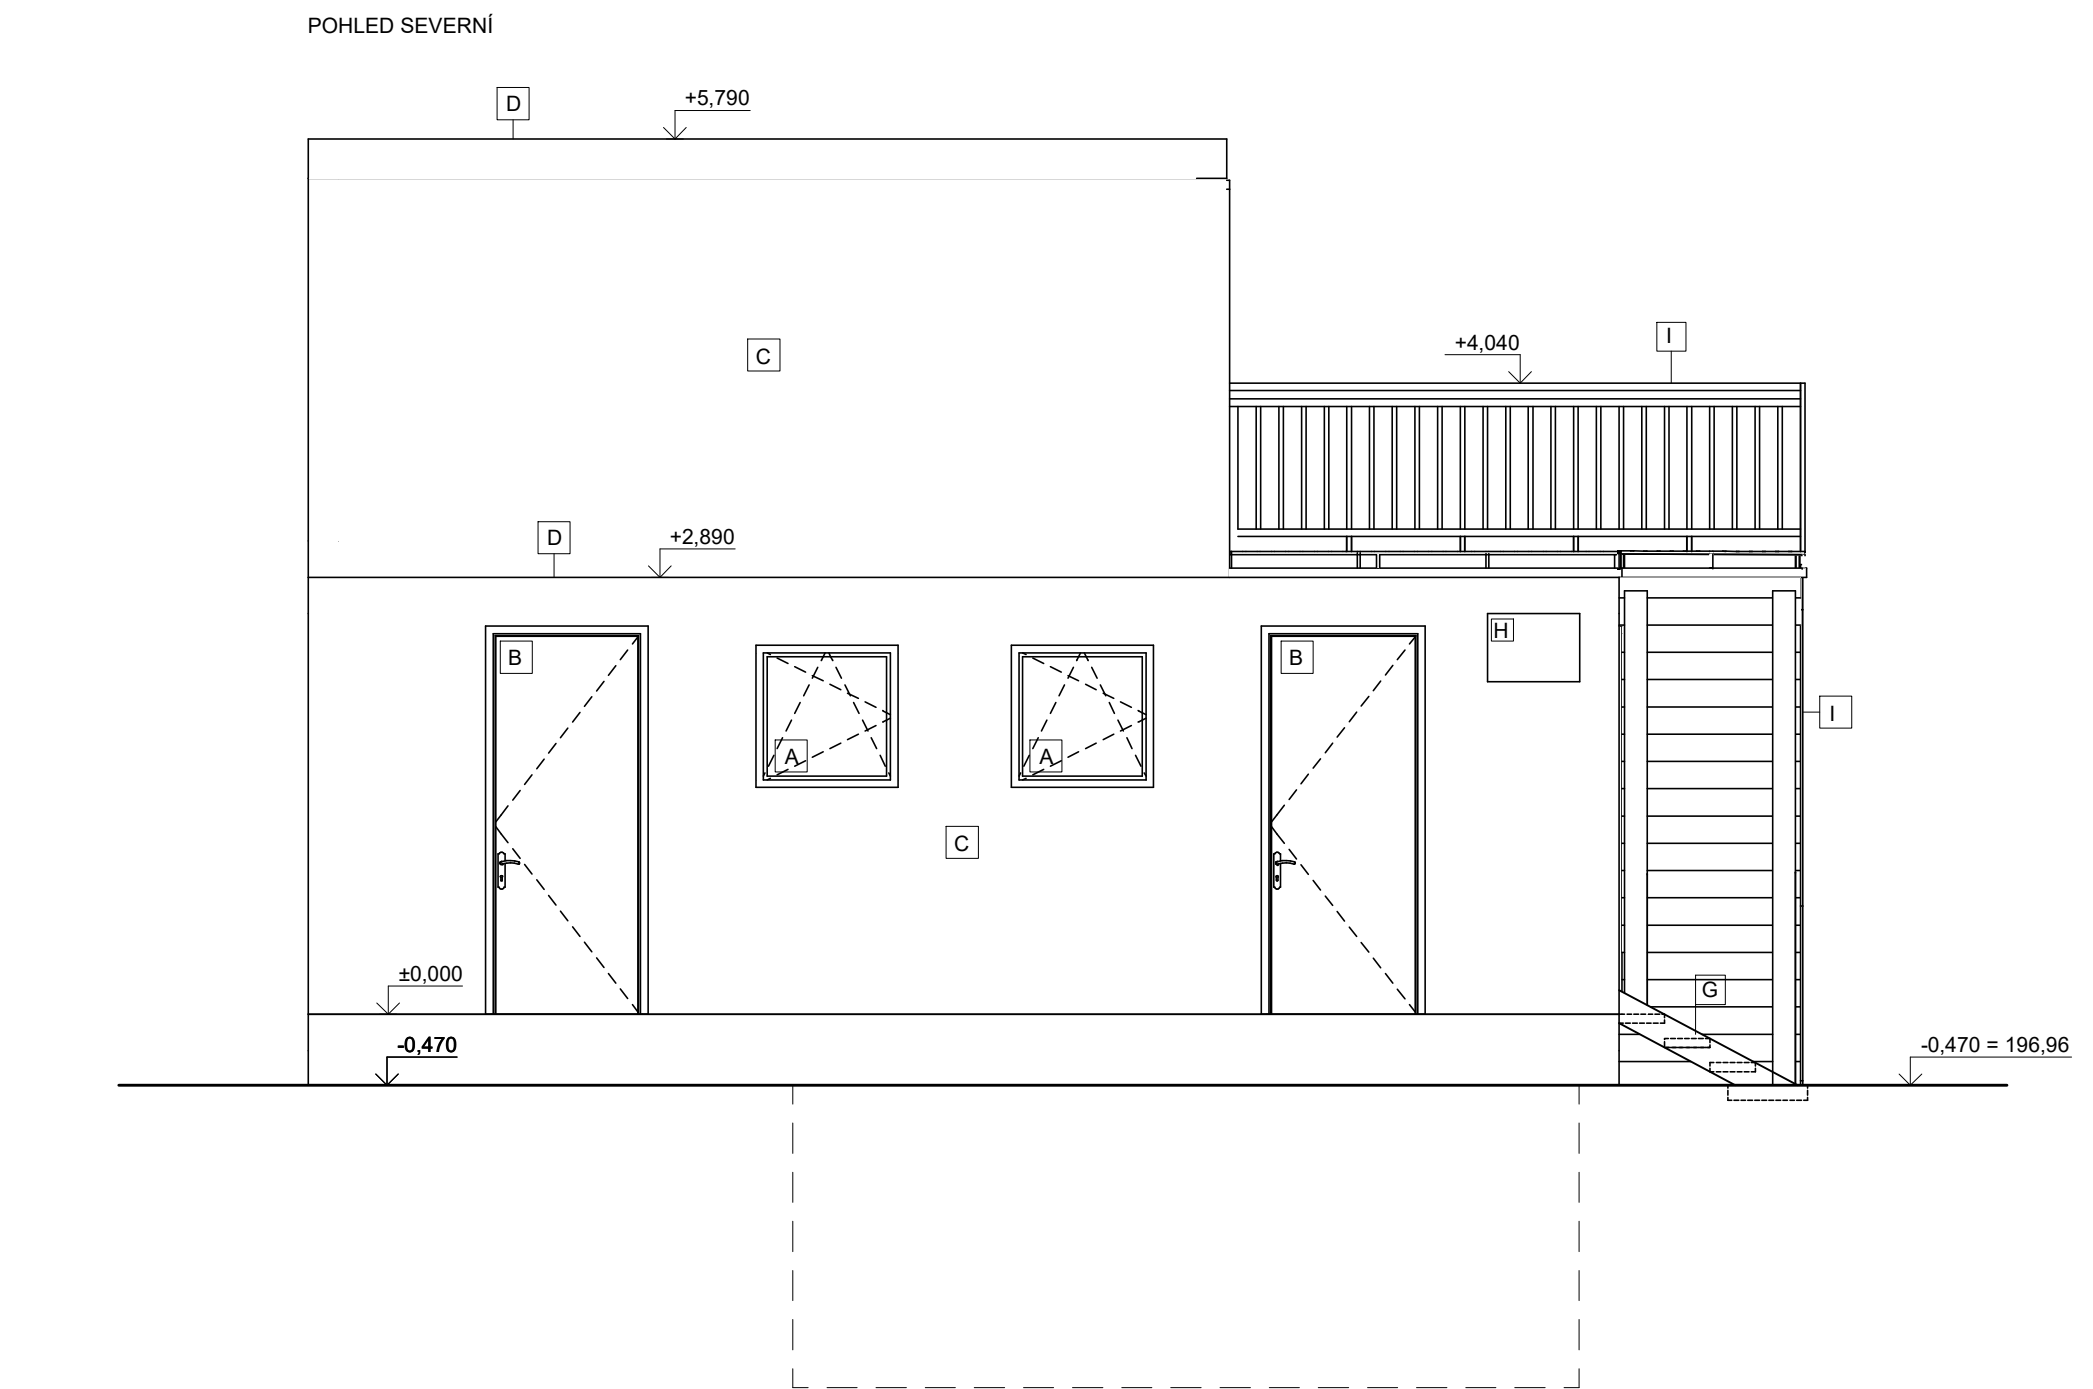 POHLED SEVERNÍ
D
+5,790
+4,040
I
C
D
+2,890
B
A
A
B
H
I
C
±0,000
G
-0,470
-0,470 = 196,96